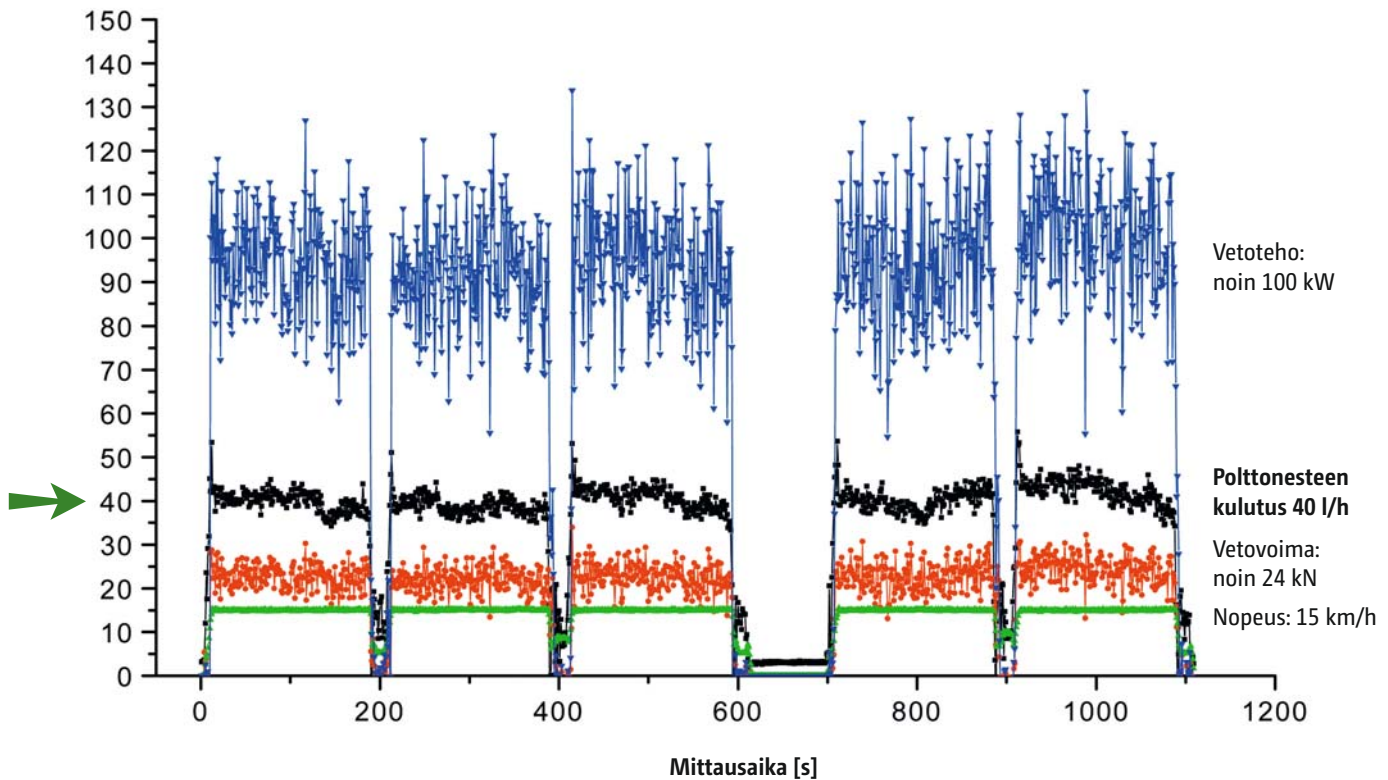 150
140
130
120
110
100
90
80
70
60
50
40
30
20
10
0
Vetoteho:
noin 100 kW
Polttonesteen
kulutus 40 l/h
Vetovoima:
noin 24 kN
Nopeus: 15 km/h
0 200 400 600 800 1000 1200
Mittausaika [s]